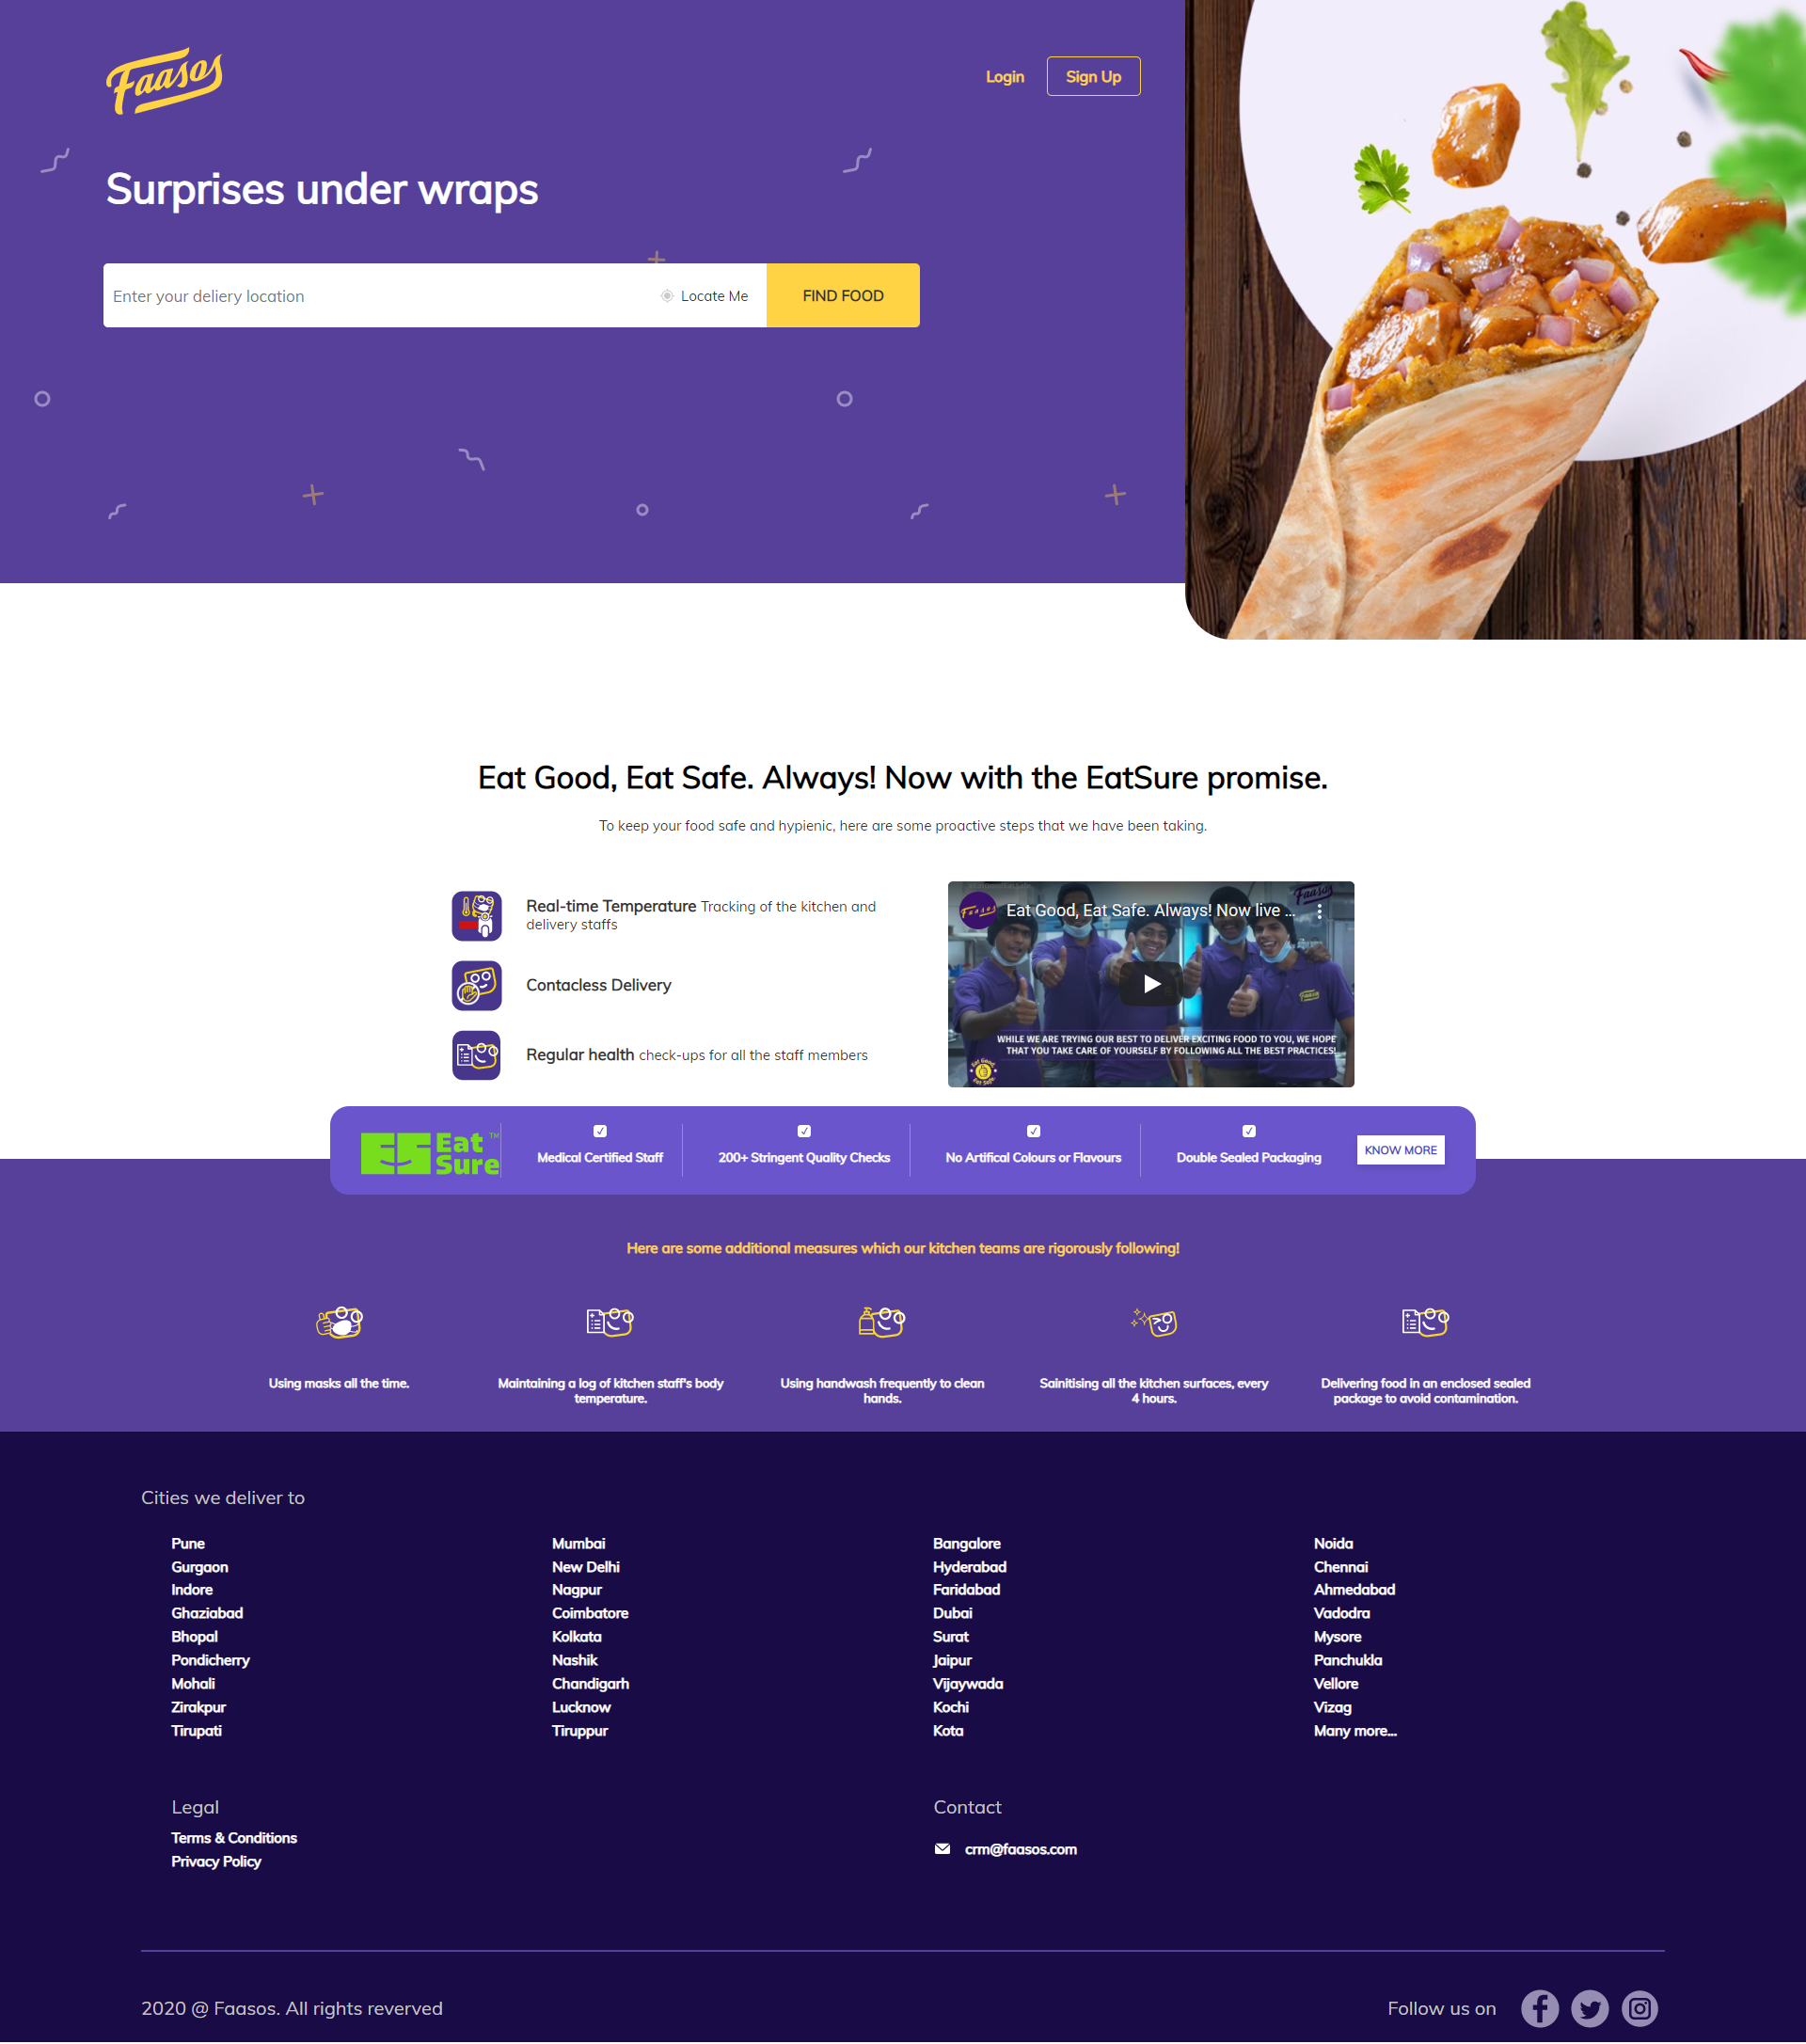 Faasos
Login
Sign Up
Surprises under wraps
Enter your deliery location
Locate Me
FIND FOOD
Eat Good, Eat Safe. Always! Now with the EatSure promise.
To keep your food safe and hypienic, here are some proactive steps that we have been taking.
Real-time Temperature Tracking of the kitchen and
delivery staffs
Contacless Delivery
Regular health check-ups for all the staff members
Faasos
Eat Good, Eat Safe. Always! Now live ...
Faasos
Faasos
WHILE WE ARE TRYING OUR BEST TO DELIVER EXCITING FOOD TO YOU, WE HOPE
THAT YOU TAKE CARE OF YOURSELF BY FOLLOWING ALL THE BEST PRACTICES!
Eat Good
Eat Safe
ES Eat Sure™
Medical Certified Staff
200+ Stringent Quality Checks
No Artifical Colours or Flavours
Double Sealed Packaging
KNOW MORE
Here are some additional measures which our kitchen teams are rigorously following!
Using masks all the time.
Maintaining a log of kitchen staff's body
temperature.
Using handwash frequently to clean
hands.
Sainitising all the kitchen surfaces, every
4 hours.
Delivering food in an enclosed sealed
package to avoid contamination.
Cities we deliver to
Pune
Gurgaon
Indore
Ghaziabad
Bhopal
Pondicherry
Mohali
Zirakpur
Tirupati
Mumbai
New Delhi
Nagpur
Coimbatore
Kolkata
Nashik
Chandigarh
Lucknow
Tiruppur
Bangalore
Hyderabad
Faridabad
Dubai
Surat
Jaipur
Vijaywada
Kochi
Kota
Noida
Chennai
Ahmedabad
Vadodra
Mysore
Panchukla
Vellore
Vizag
Many more...
Legal
Terms & Conditions
Privacy Policy
Contact
crm@faasos.com
2020 @ Faasos. All rights reverved
Follow us on